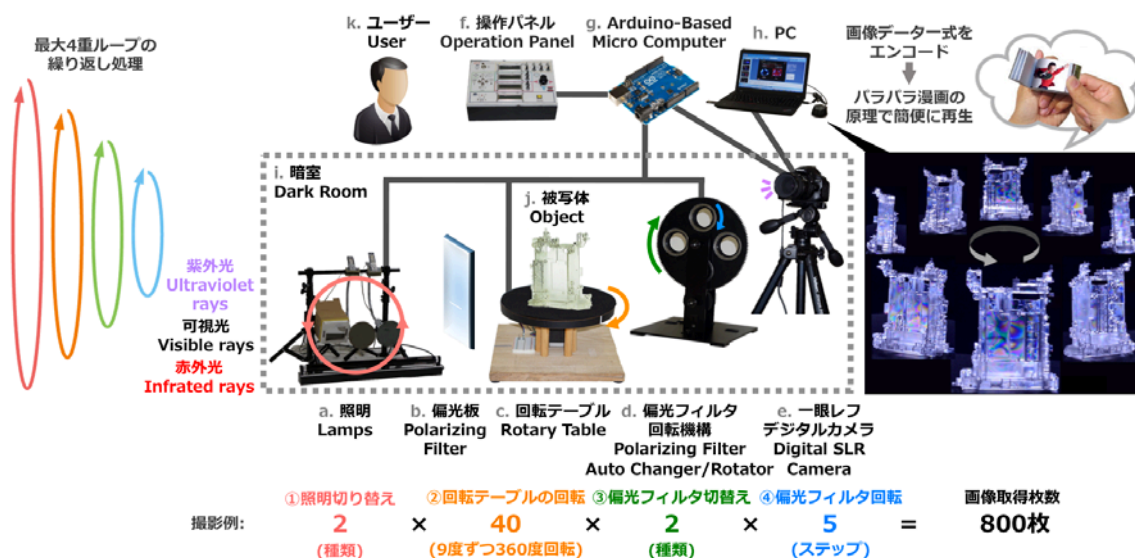 最大4重ループの
繰り返し処理
k. ユーザー
User
f. 操作パネル
Operation Panel
g. Arduino-Based
Micro Computer
h. PC
画像データー式を
エンコード
パラパラ漫画の
原理で簡便に再生
i. 暗室
Dark Room
j. 被写体
Object
紫外光
Ultraviolet
rays
可視光
Visible rays
赤外光
Infrated rays
a. 照明
Lamps
b. 偏光板
Polarizing
Filter
c. 回転テーブル
Rotary Table
d. 偏光フィルタ
回転機構
Polarizing Filter
Auto Changer/Rotator
e. 一眼レフ
デジタルカメラ
Digital SLR
Camera
①照明切り替え ②回転テーブルの回転 ③偏光フィルタ切替え ④偏光フィルタ回転 画像取得枚数
撮影例: 2 × 40 × 2 × 5 = 800枚
(種類) (9度ずつ360度回転) (種類) (ステップ)